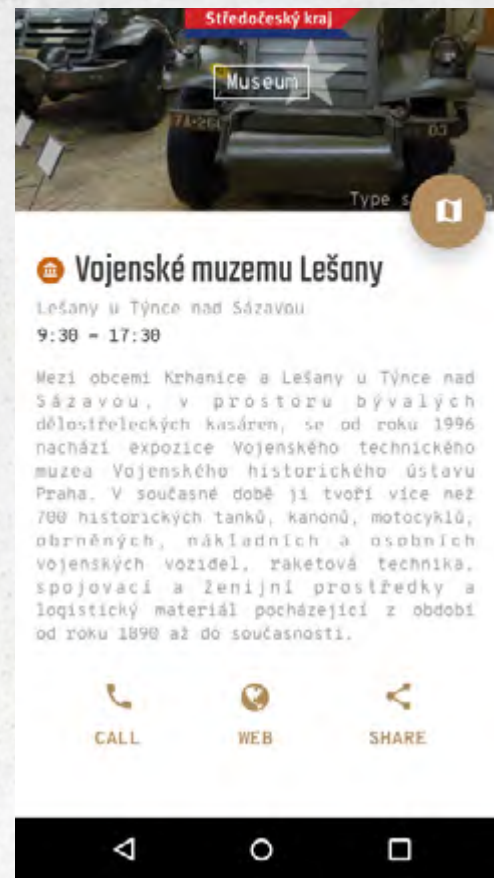 Středočeský kraj
Museum
7A-26
03
Type s
Vojenské muzemu Lešany
Lešany u Týnce nad Sázavou
9:30 - 17:30
Mezi obcemi Krhanice a Lešany u Týnce nad
Sázavou, v prostoru bývalých
dělostřeleckých kasáren, se od roku 1996
nachází expozice Vojenského technického
muzea Vojenského historického ústavu
Praha. V současné době ji tvoří více než
700 historických tanků, kanonů, motocyklů,
obrněných, nákladních a osobních
vojenských vozidel, raketová technika,
spojovací a ženijní prostředky a
logistický materiál pocházející z období
od roku 1890 až do současnosti.
CALL WEB SHARE